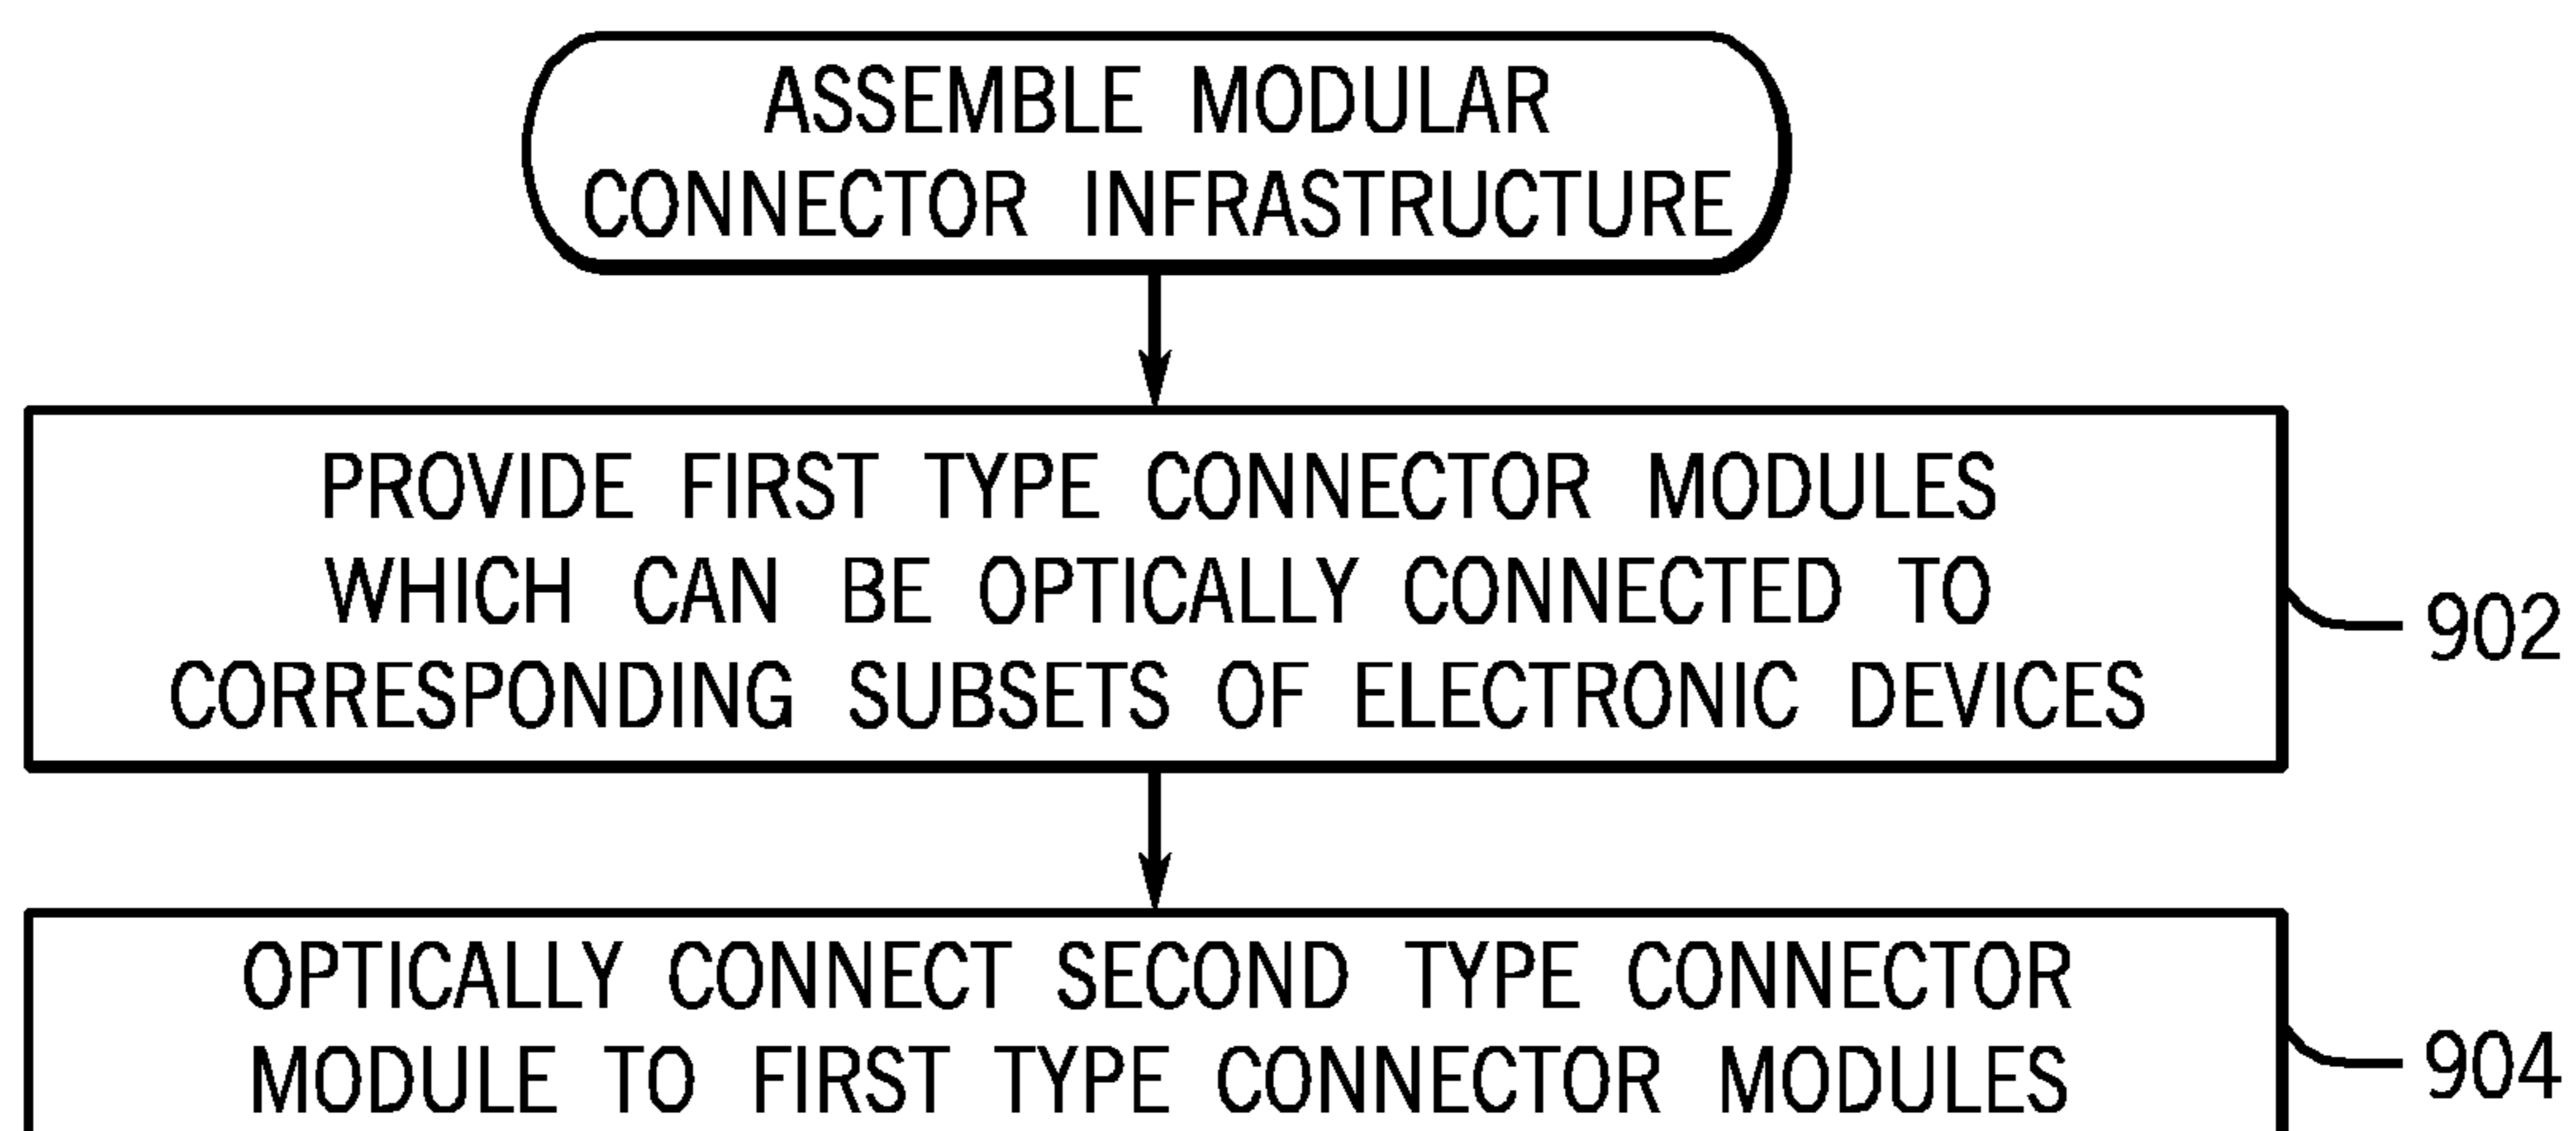 ASSEMBLE MODULAR
CONNECTOR INFRASTRUCTURE
PROVIDE FIRST TYPE CONNECTOR MODULES
WHICH CAN BE OPTICALLY CONNECTED TO
CORRESPONDING SUBSETS OF ELECTRONIC DEVICES
902
OPTICALLY CONNECT SECOND TYPE CONNECTOR
MODULE TO FIRST TYPE CONNECTOR MODULES
904